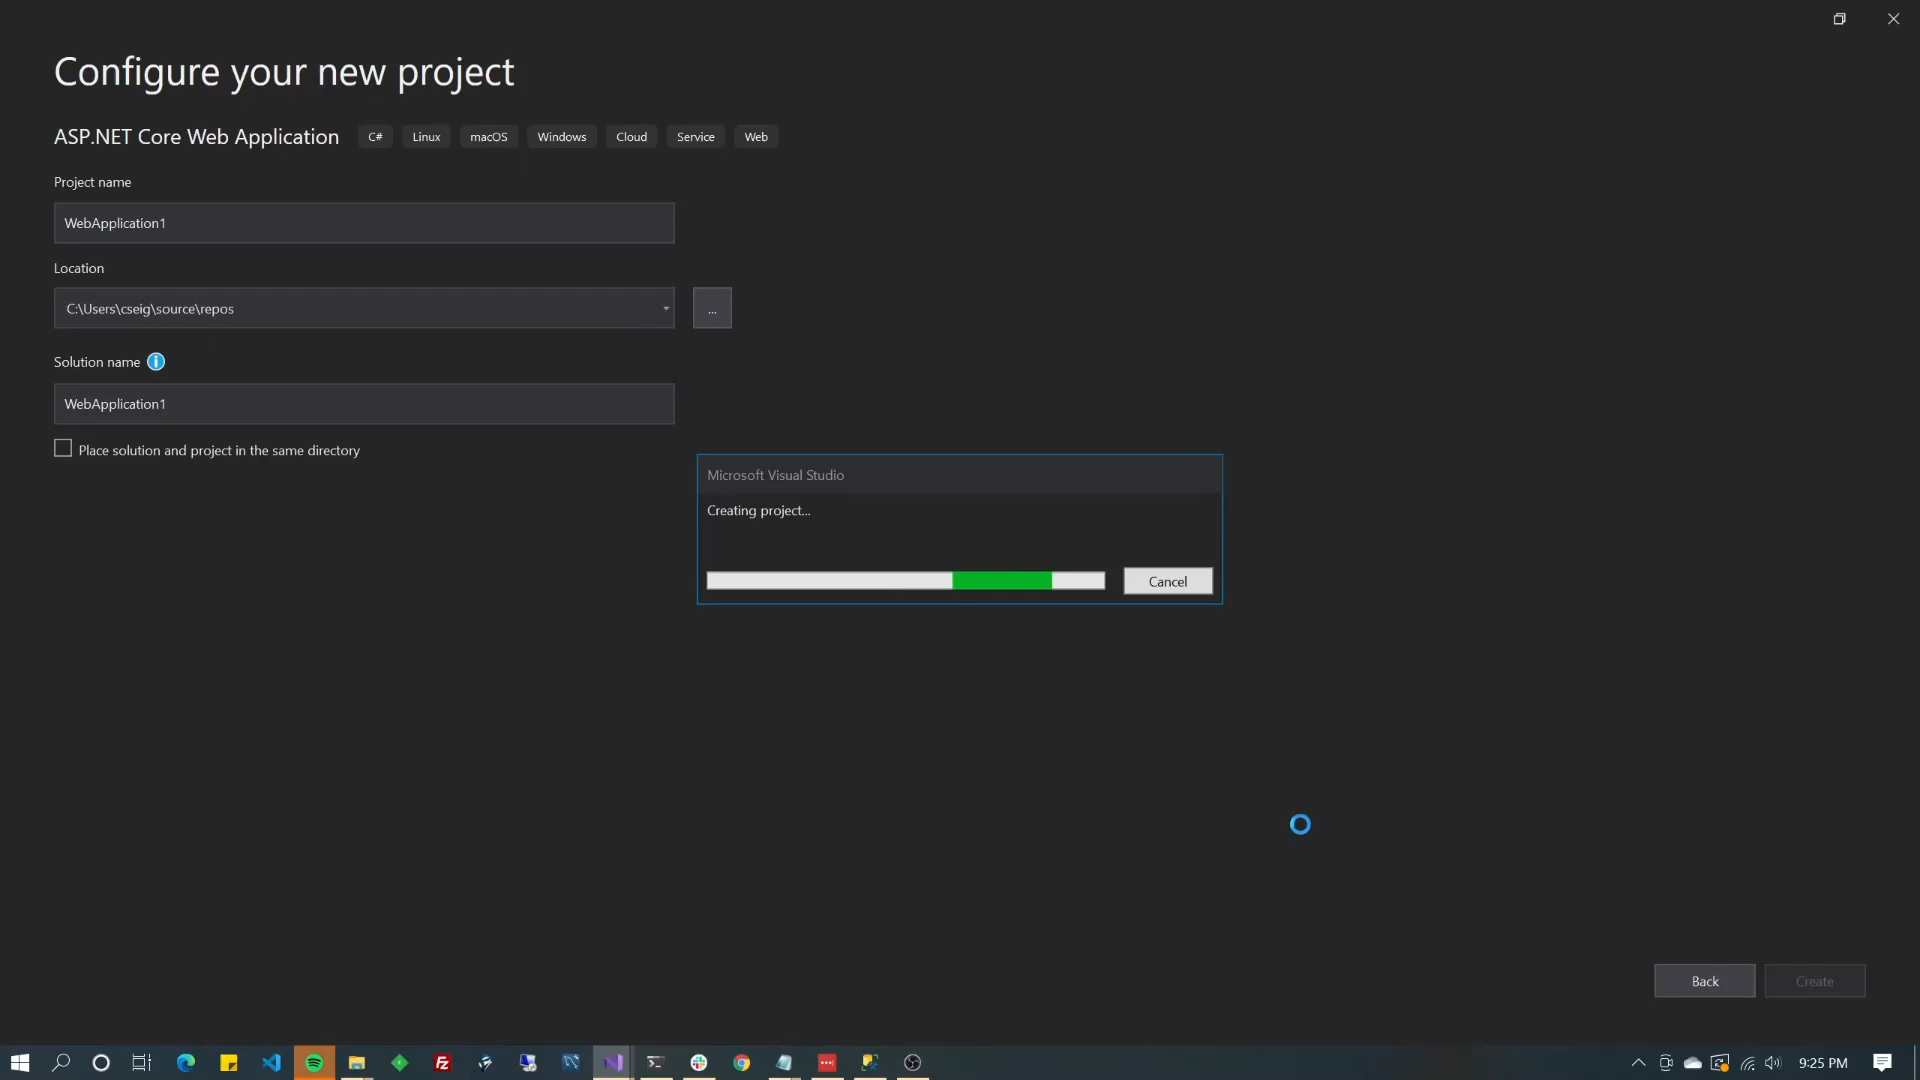 Configure your new project
ASP.NET Core Web Application C# Linux macOS Windows Cloud Service Web
Project name
WebApplication1
Location
C:\Users\cseig\source\repos
...
Solution name
WebApplication1
Place solution and project in the same directory
Microsoft Visual Studio
Creating project...
Cancel
Back Create
9:25 PM